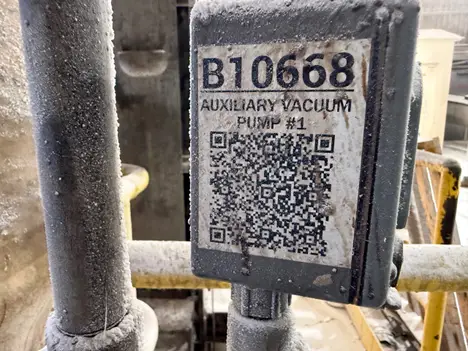 B10668
AUXILIARY VACUUM
PUMP #1